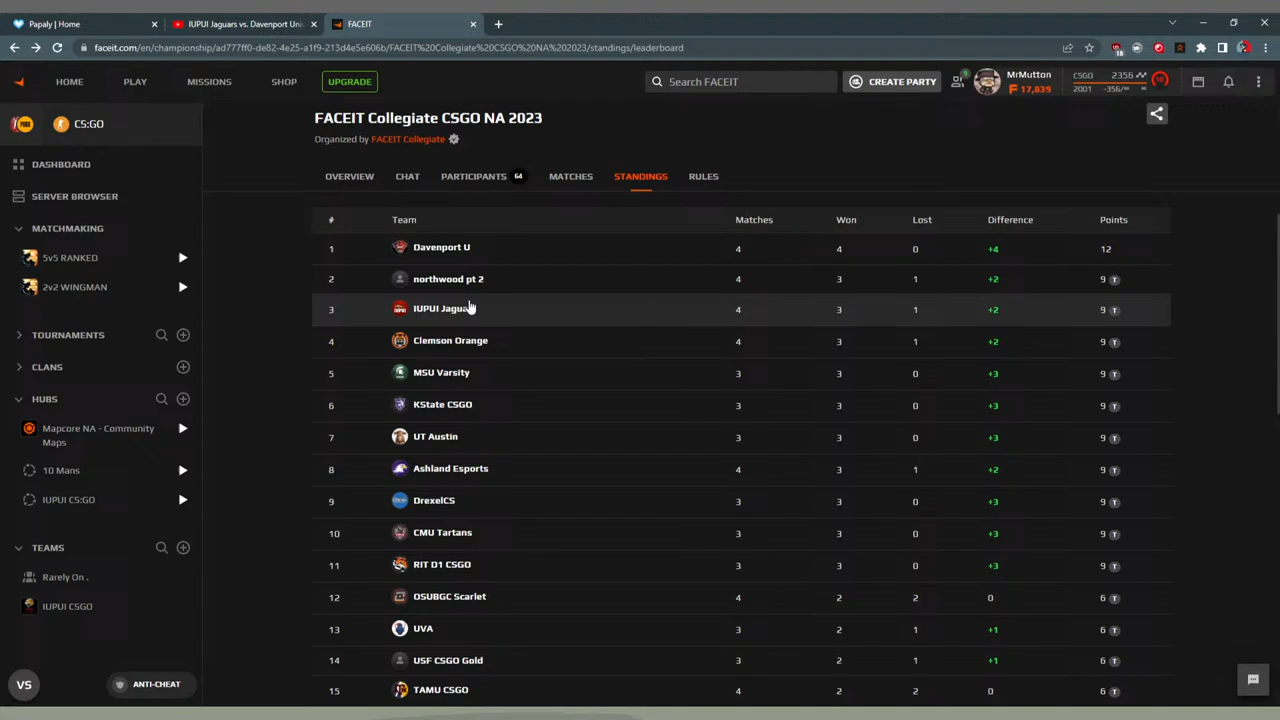 Papaly | Home
IUPUI Jaguars vs. Davenport Uni
FACEIT
faceit.com/en/championship/ad777ff0-de82-4e25-a1f9-213d4e5e606b/FACEIT%20Collegiate%20CSGO%20NA%202023/standings/leaderboard
18
HOME PLAY MISSIONS SHOP UPGRADE Search FACEIT CREATE PARTY 9 MrMutton 17,839 CSGO 2356 2001 -356/∞ 10
CS:GO
DASHBOARD
SERVER BROWSER
MATCHMAKING
5v5 RANKED
2v2 WINGMAN
TOURNAMENTS
CLANS
HUBS
Mapcore NA - Community
Maps
10 Mans
IUPUI CS:GO
TEAMS
Rarely On .
IUPUI CSGO
VS ANTI-CHEAT
FACEIT Collegiate CSGO NA 2023
Organized by FACEIT Collegiate
OVERVIEW CHAT PARTICIPANTS 64 MATCHES STANDINGS RULES
# Team Matches Won Lost Difference Points
1 Davenport U 4 4 0 +4 12
2 northwood pt 2 4 3 1 +2 9 T
3 IUPUI Jaguars 4 3 1 +2 9 T
4 Clemson Orange 4 3 1 +2 9 T
5 MSU Varsity 3 3 0 +3 9 T
6 KState CSGO 3 3 0 +3 9 T
7 UT Austin 3 3 0 +3 9 T
8 Ashland Esports 4 3 1 +2 9 T
9 DrexelCS 3 3 0 +3 9 T
10 CMU Tartans 3 3 0 +3 9 T
11 RIT D1 CSGO 3 3 0 +3 9 T
12 OSUBGC Scarlet 4 2 2 0 6 T
13 UVA 3 2 1 +1 6 T
14 USF CSGO Gold 3 2 1 +1 6 T
15 TAMU CSGO 4 2 2 0 6 T